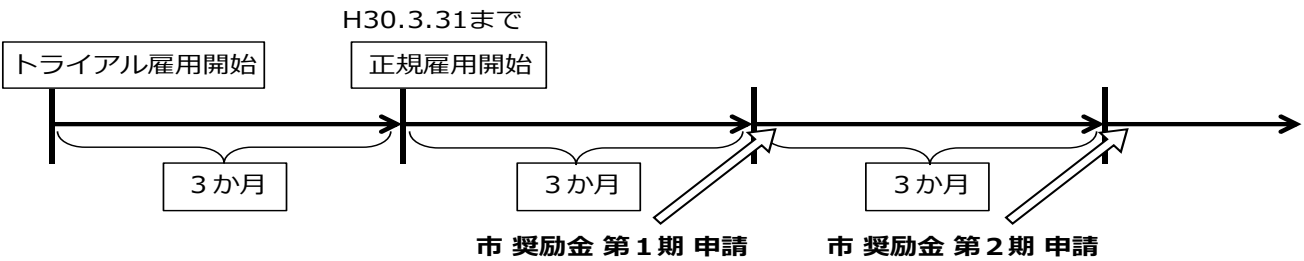 H30.3.31まで
トライアル雇用開始
正規雇用開始
３か月
３か月
３か月
市 奨励金 第１期 申請
市 奨励金 第２期 申請